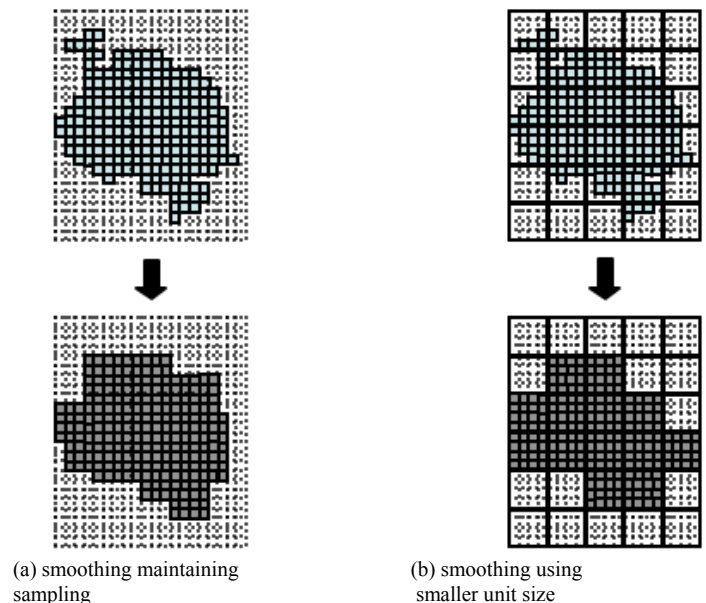 (a) smoothing maintaining
sampling
(b) smoothing using
smaller unit size